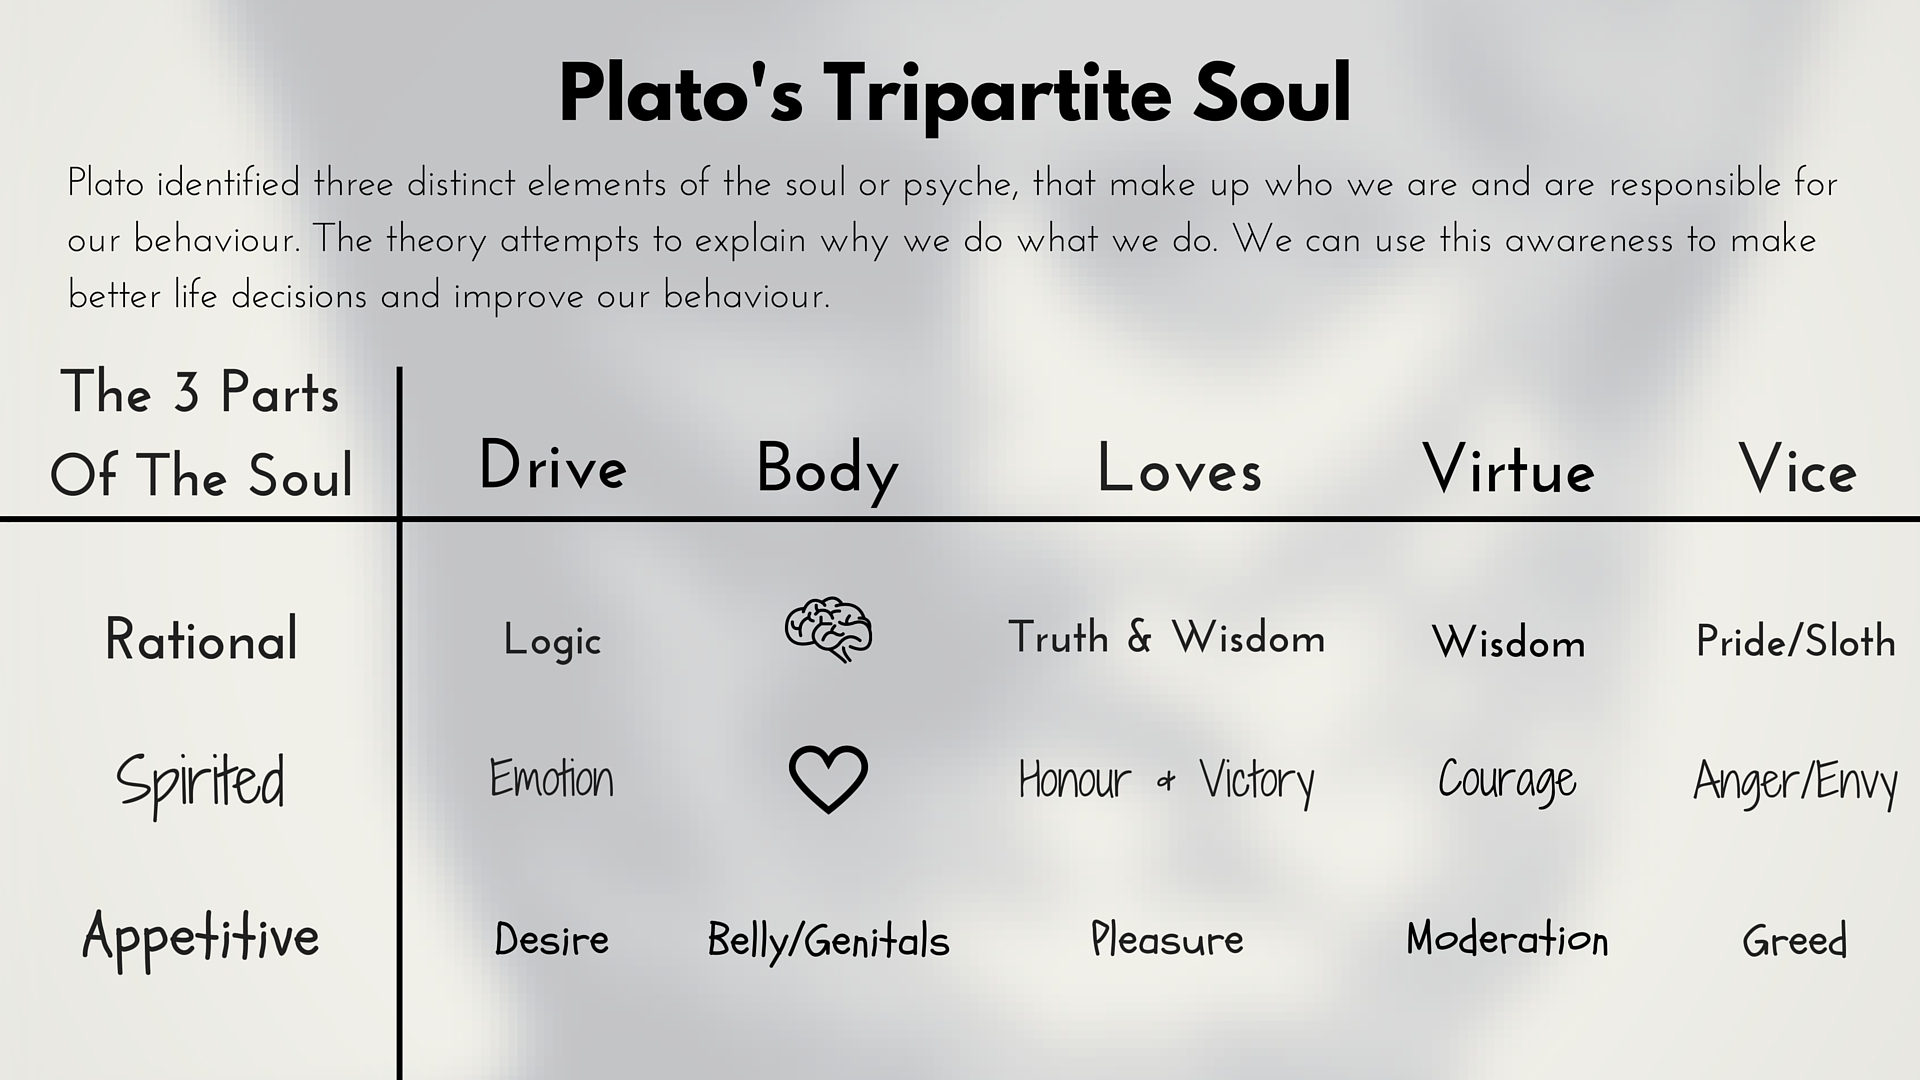 Plato's Tripartite Soul
Plato identified three distinct elements of the soul or psyche, that make up who we are and are responsible for
our behaviour. The theory attempts to explain why we do what we do. We can use this awareness to make
better life decisions and improve our behaviour.
The 3 Parts
Of The Soul
Drive Body Loves Virtue Vice
Rational Logic Truth & Wisdom Wisdom Pride/Sloth
Spirited Emotion Honour & Victory Courage Anger/Envy
Appetitive Desire Belly/Genitals Pleasure Moderation Greed